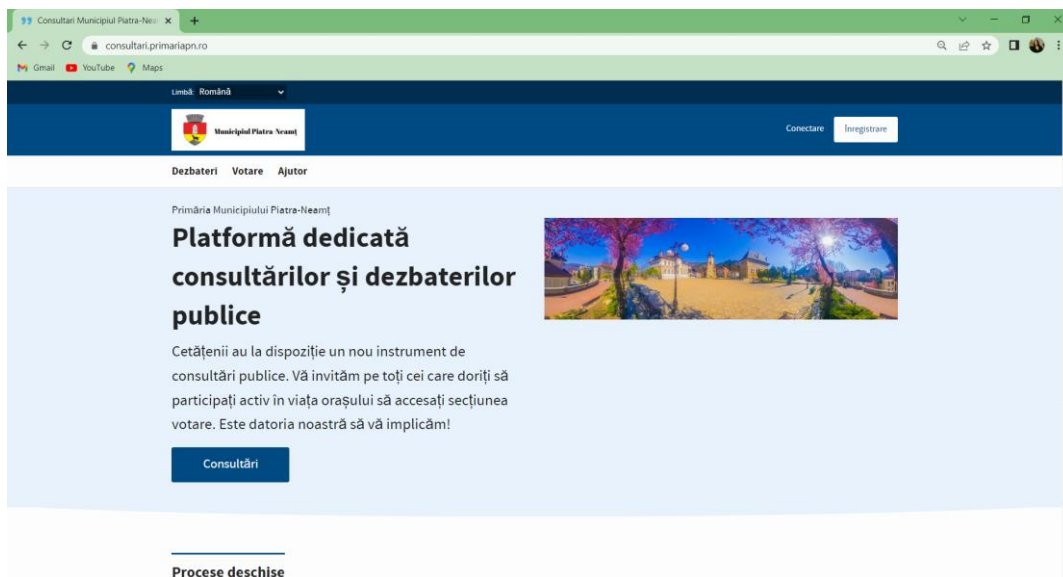 Consultari Municipiul Piatra-Nea
consultari.primariapn.ro
Gmail YouTube Maps
Limbă: Română
Municipiul Piatra-Neamț
Conectare Înregistrare
Dezbateri Votare Ajutor
Primăria Municipiului Piatra-Neamț
Platformă dedicată
consultărilor și dezbaterilor
publice
Cetățenii au la dispoziție un nou instrument de
consultări publice. Vă invităm pe toți cei care doriți să
participați activ în viața orașului să accesați secțiunea
votare. Este datoria noastră să vă implicăm!
Consultări
Procese deschise